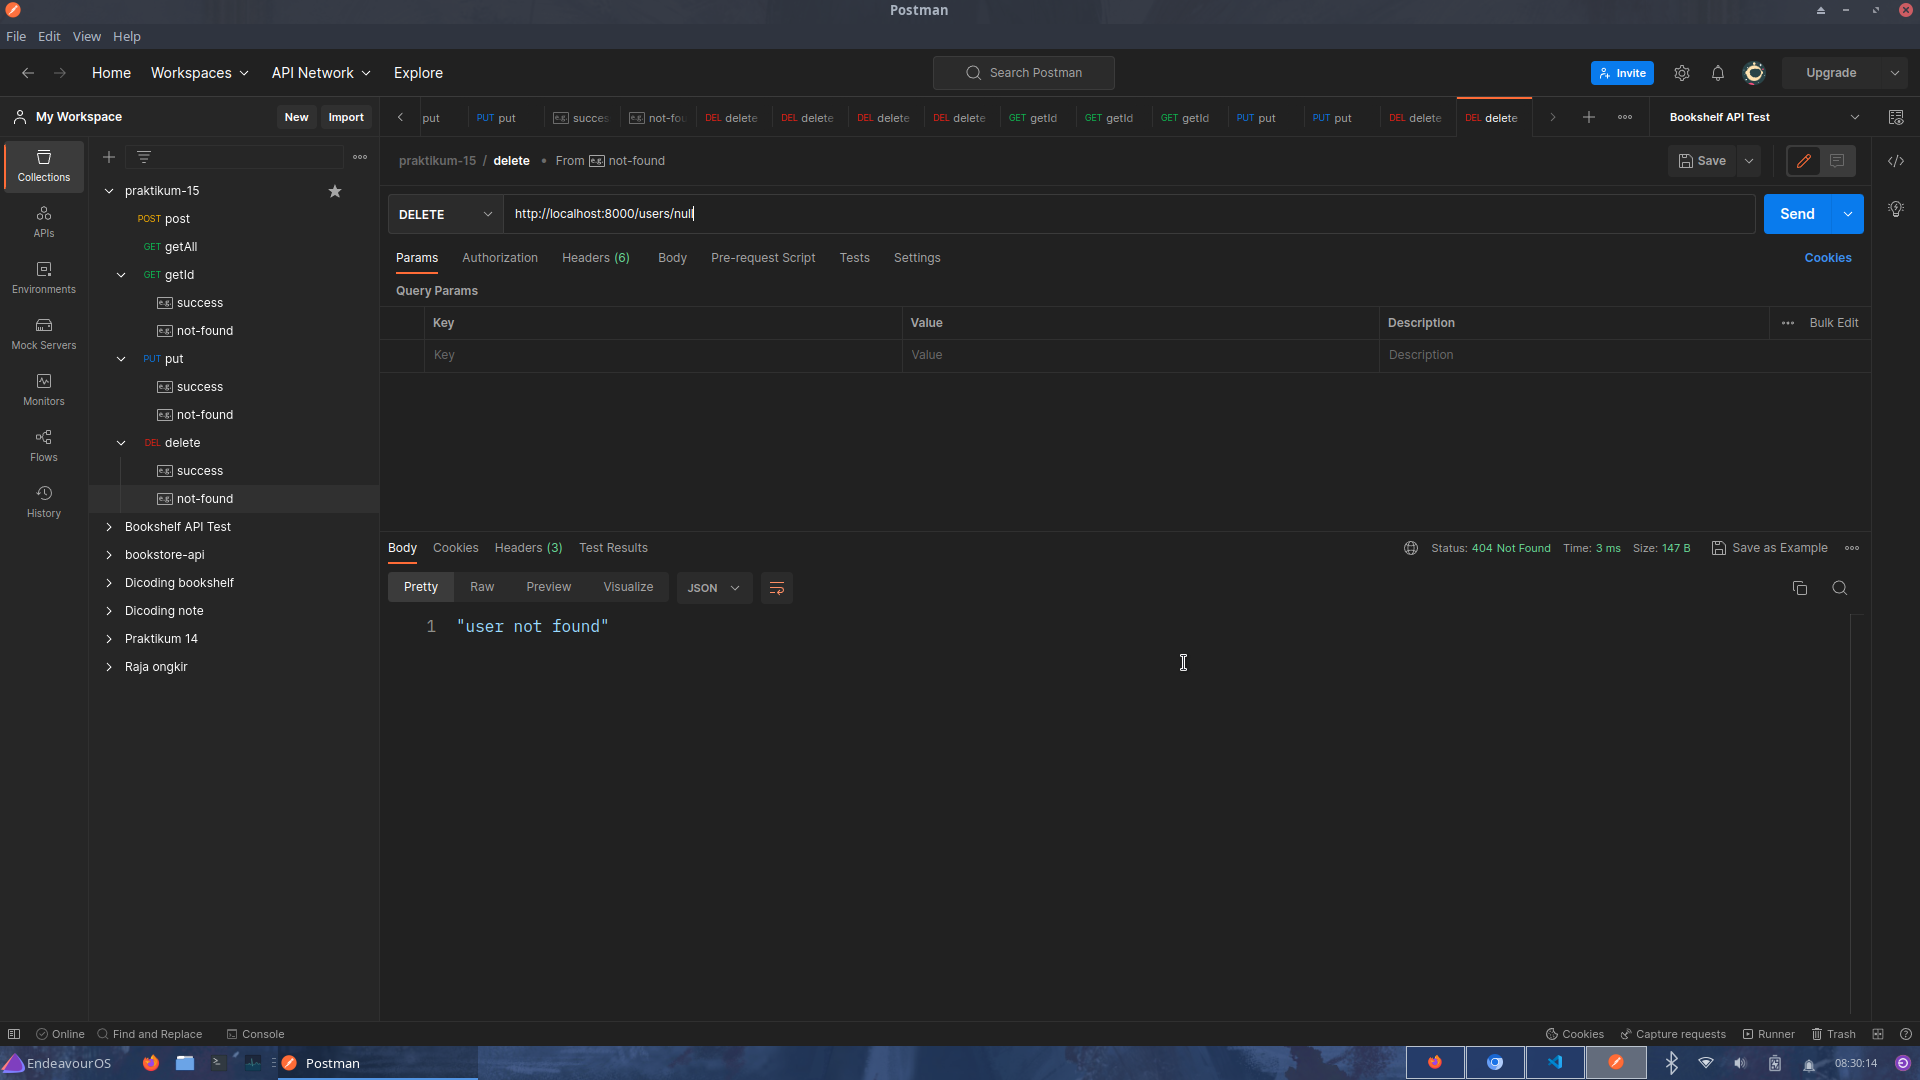 Postman
File Edit View Help
Home Workspaces API Network Explore Search Postman Invite Upgrade
My Workspace New Import
put PUT put e.g. succes e.g. not-fou DEL delete DEL delete DEL delete DEL delete GET getId GET getId GET getId PUT put PUT put DEL delete DEL delete Bookshelf API Test
Collections
APIs
Environments
Mock Servers
Monitors
Flows
History
praktikum-15
POST post
GET getAll
GET getId
e.g. success
e.g. not-found
PUT put
e.g. success
e.g. not-found
DEL delete
e.g. success
e.g. not-found
Bookshelf API Test
bookstore-api
Dicoding bookshelf
Dicoding note
Praktikum 14
Raja ongkir
praktikum-15 / delete • From e.g. not-found Save
DELETE http://localhost:8000/users/null Send
Params Authorization Headers (6) Body Pre-request Script Tests Settings Cookies
Query Params
Key Value Description Bulk Edit
Key Value Description
Body Cookies Headers (3) Test Results Status: 404 Not Found Time: 3 ms Size: 147 B Save as Example
Pretty Raw Preview Visualize JSON
1 "user not found"
Online Find and Replace Console Cookies Capture requests Runner Trash
EndeavourOS Postman 08:30:14